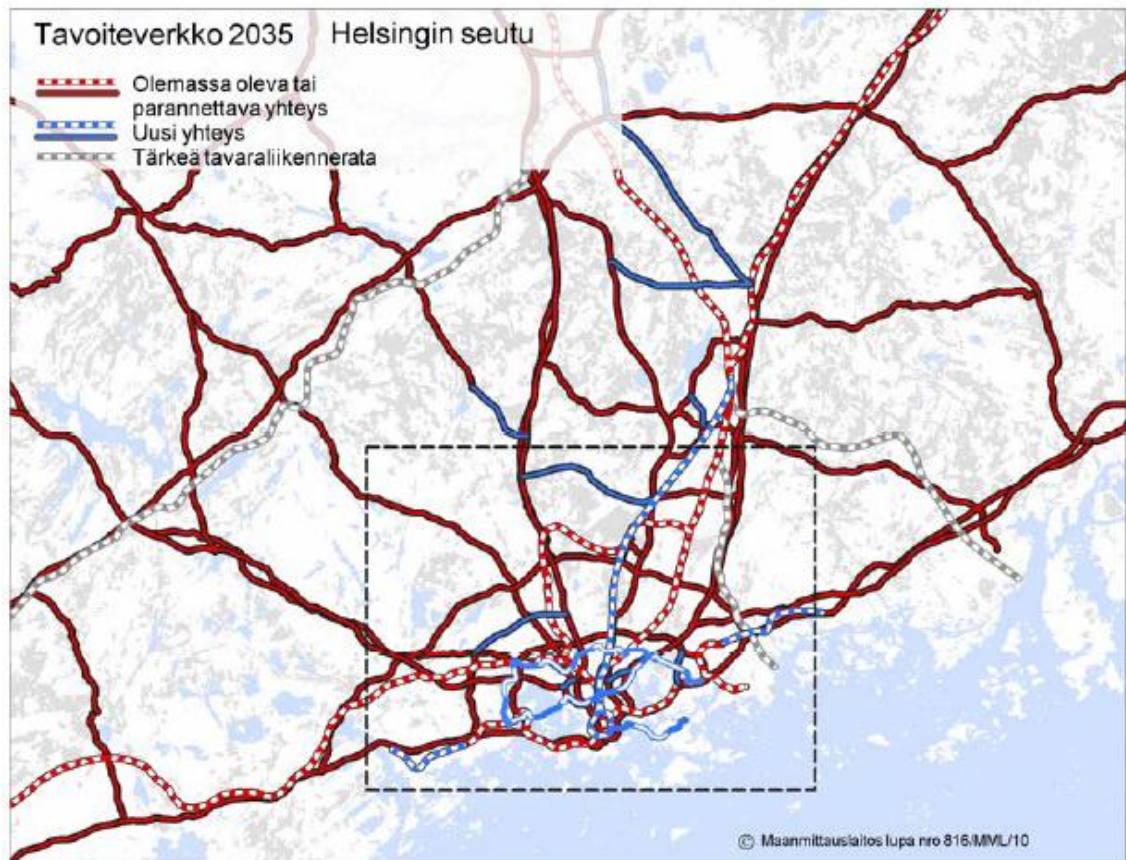 Tavoiteverkko 2035 Helsingin seutu
Olemassa oleva tai
parannettava yhteys
Uusi yhteys
Tärkeä tavaraliikennerata
© Maanmittauslaitos lupa nro 816/MML/10